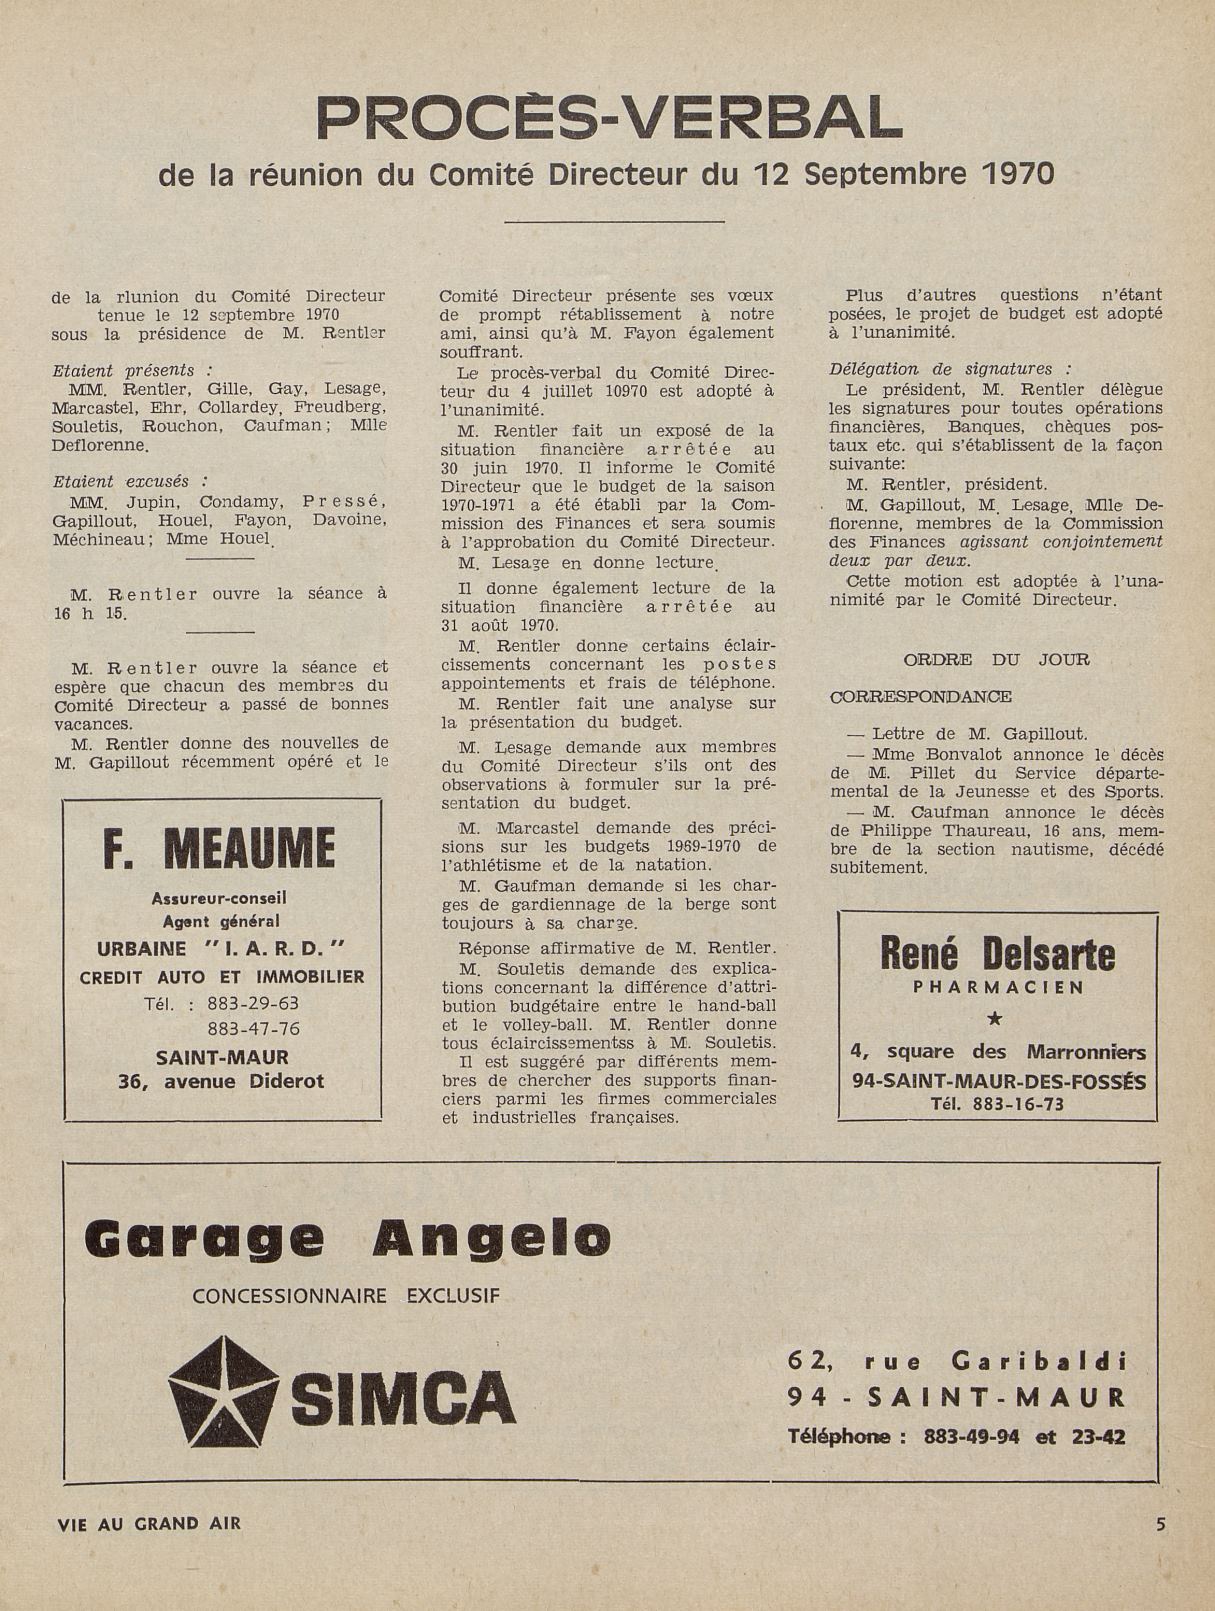 PROCÈS-VERBAL
de la réunion du Comité Directeur du 12 Septembre 1970
de la rlunion du Comité Directeur
tenue le 12 septembre 1970
sous la présidence de M. Rentler
Etaient présents :
MM. Rentler, Gille, Gay, Lesage,
Marcastel, Ehr, Collardey, Freudberg,
Souletis, Rouchon, Caufman; Mlle
Deflorenne.
Etaient excusés :
MM. Jupin, Condamy, Pressé,
Gapillout, Houel, Fayon, Davoine,
Méchineau; Mme Houel.
M. Rentler ouvre la séance à
16 h 15.
M. Rentler ouvre la séance et
espère que chacun des membres du
Comité Directeur a passé de bonnes
vacances.
M. Rentler donne des nouvelles de
M. Gapillout récemment opéré et le
F. MEAUME
Assureur-conseil
Agent général
URBAINE "I. A. R. D."
CREDIT AUTO ET IMMOBILIER
Tél. : 883-29-63
883-47-76
SAINT-MAUR
36, avenue Diderot
Comité Directeur présente ses vœux
de prompt rétablissement à notre
ami, ainsi qu'à M. Fayon également
souffrant.
Le procès-verbal du Comité Direc-
teur du 4 juillet 10970 est adopté à
l'unanimité.
M. Rentler fait un exposé de la
situation financière arrêtée au
30 juin 1970. Il informe le Comité
Directeur que le budget de la saison
1970-1971 a été établi par la Com-
mission des Finances et sera soumis
à l'approbation du Comité Directeur.
M. Lesage en donne lecture.
Il donne également lecture de la
situation financière arrêtée au
31 août 1970.
M. Rentler donne certains éclair-
cissements concernant les postes
appointements et frais de téléphone.
M. Rentler fait une analyse sur
la présentation du budget.
M. Lesage demande aux membres
du Comité Directeur s'ils ont des
observations à formuler sur la pré-
sentation du budget.
M. Marcastel demande des préci-
sions sur les budgets 1969-1970 de
l'athlétisme et de la natation.
M. Gaufman demande si les char-
ges de gardiennage de la berge sont
toujours à sa charge.
Réponse affirmative de M. Rentler.
M. Souletis demande des explica-
tions concernant la différence d'attri-
bution budgétaire entre le hand-ball
et le volley-ball. M. Rentler donne
tous éclaircissementss à M. Souletis.
Il est suggéré par différents mem-
bres de chercher des supports finan-
ciers parmi les firmes commerciales
et industrielles françaises.
Plus d'autres questions n'étant
posées, le projet de budget est adopté
à l'unanimité.
Délégation de signatures :
Le président, M. Rentler délègue
les signatures pour toutes opérations
financières, Banques, chèques pos-
taux etc. qui s'établissent de la façon
suivante:
M. Rentler, président.
M. Gapillout, M. Lesage, Mlle De-
florenne, membres de la Commission
des Finances agissant conjointement
deux par deux.
Cette motion est adoptée à l'una-
nimité par le Comité Directeur.
ORDRE DU JOUR
CORRESPONDANCE
— Lettre de M. Gapillout.
— Mme Bonvalot annonce le décès
de M. Pillet du Service départe-
mental de la Jeunesse et des Sports.
— M. Caufman annonce le décès
de Philippe Thaureau, 16 ans, mem-
bre de la section nautisme, décédé
subitement.
René Delsarte
PHARMACIEN
★
4, square des Marronniers
94-SAINT-MAUR-DES-FOSSÉS
Tél. 883-16-73
Garage Angelo
CONCESSIONNAIRE EXCLUSIF
SIMCA
62, rue Garibaldi
94 - SAINT-MAUR
Téléphone : 883-49-94 et 23-42
VIE AU GRAND AIR
5